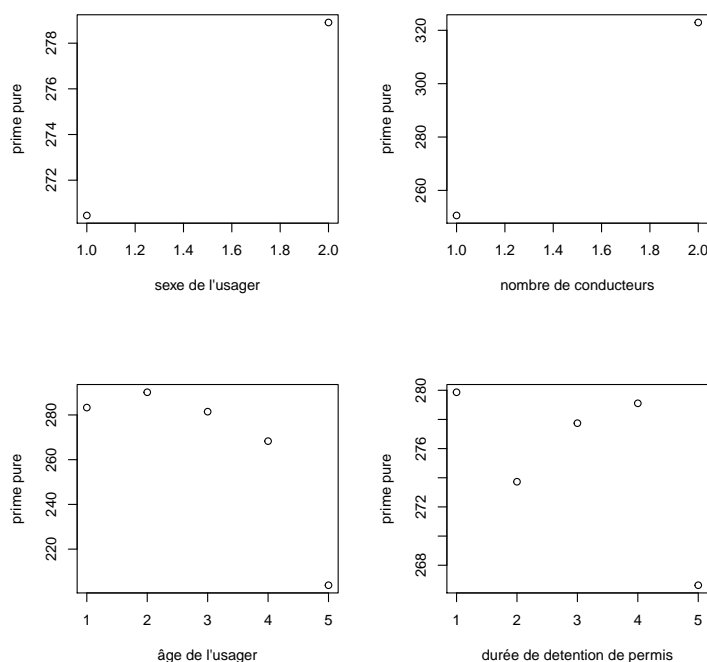 278
276
274
272
prime pure
1.0 1.2 1.4 1.6 1.8 2.0
sexe de l'usager
320
300
280
260
prime pure
1.0 1.2 1.4 1.6 1.8 2.0
nombre de conducteurs
280
260
240
220
prime pure
1 2 3 4 5
âge de l'usager
280
276
272
268
prime pure
1 2 3 4 5
durée de detention de permis